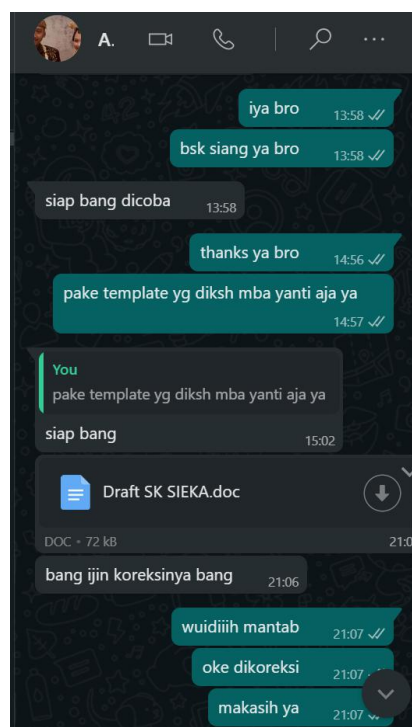 A.
iya bro
13:58
bsk siang ya bro
13:58
siap bang dicoba
13:58
thanks ya bro
14:56
pake template yg diksh mba yanti aja ya
14:57
You
pake template yg diksh mba yanti aja ya
siap bang
15:02
Draft SK SIEKA.doc
DOC • 72 kB
bang ijin koreksinya bang
21:06
wuidiiih mantab
21:07
oke dikoreksi
21:07
makasih ya
21:07